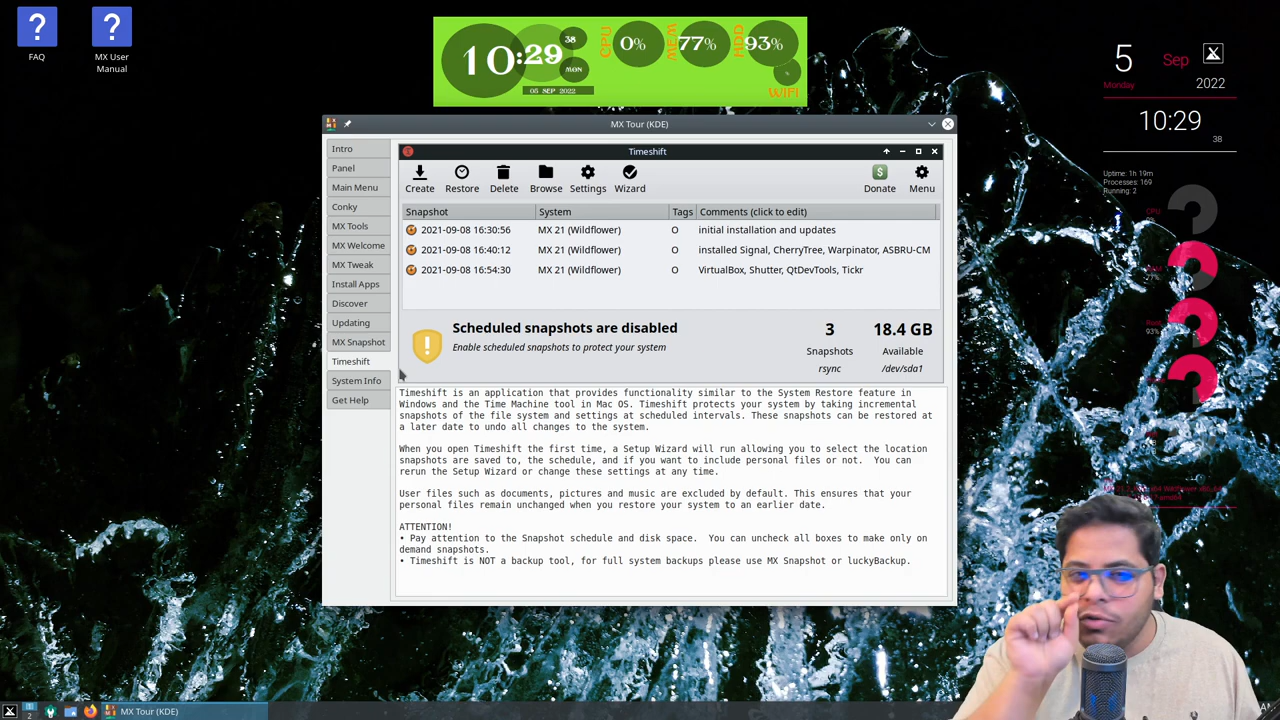 FAQ
MX User
Manual
10:29
38
MON
05 SEP 2022
CPU
0%
MEM
77%
HDD
93%
WIFI
5
Sep
Monday
2022
10:29
38
Uptime: 1h 19m
Processes: 169
Running: 2
MX Tour (KDE)
Intro
Panel
Main Menu
Conky
MX Tools
MX Welcome
MX Tweak
Install Apps
Discover
Updating
MX Snapshot
Timeshift
System Info
Get Help
Timeshift
Create
Restore
Delete
Browse
Settings
Wizard
Donate
Menu
Snapshot System Tags Comments (click to edit)
2021-09-08 16:30:56 MX 21 (Wildflower) O initial installation and updates
2021-09-08 16:40:12 MX 21 (Wildflower) O installed Signal, CherryTree, Warpinator, ASBRU-CM
2021-09-08 16:54:30 MX 21 (Wildflower) O VirtualBox, Shutter, QtDevTools, Tickr
Scheduled snapshots are disabled
Enable scheduled snapshots to protect your system
3
Snapshots
rsync
18.4 GB
Available
/dev/sda1
Timeshift is an application that provides functionality similar to the System Restore feature in
Windows and the Time Machine tool in Mac OS. Timeshift protects your system by taking incremental
snapshots of the file system and settings at scheduled intervals. These snapshots can be restored at
a later date to undo all changes to the system.
When you open Timeshift the first time, a Setup Wizard will run allowing you to select the location
snapshots are saved to, the schedule, and if you want to include personal files or not. You can
rerun the Setup Wizard or change these settings at any time.
User files such as documents, pictures and music are excluded by default. This ensures that your
personal files remain unchanged when you restore your system to an earlier date.
ATTENTION!
• Pay attention to the Snapshot schedule and disk space. You can uncheck all boxes to make only on
demand snapshots.
• Timeshift is NOT a backup tool, for full system backups please use MX Snapshot or luckyBackup.
CPU
93%
2
MX Tour (KDE)